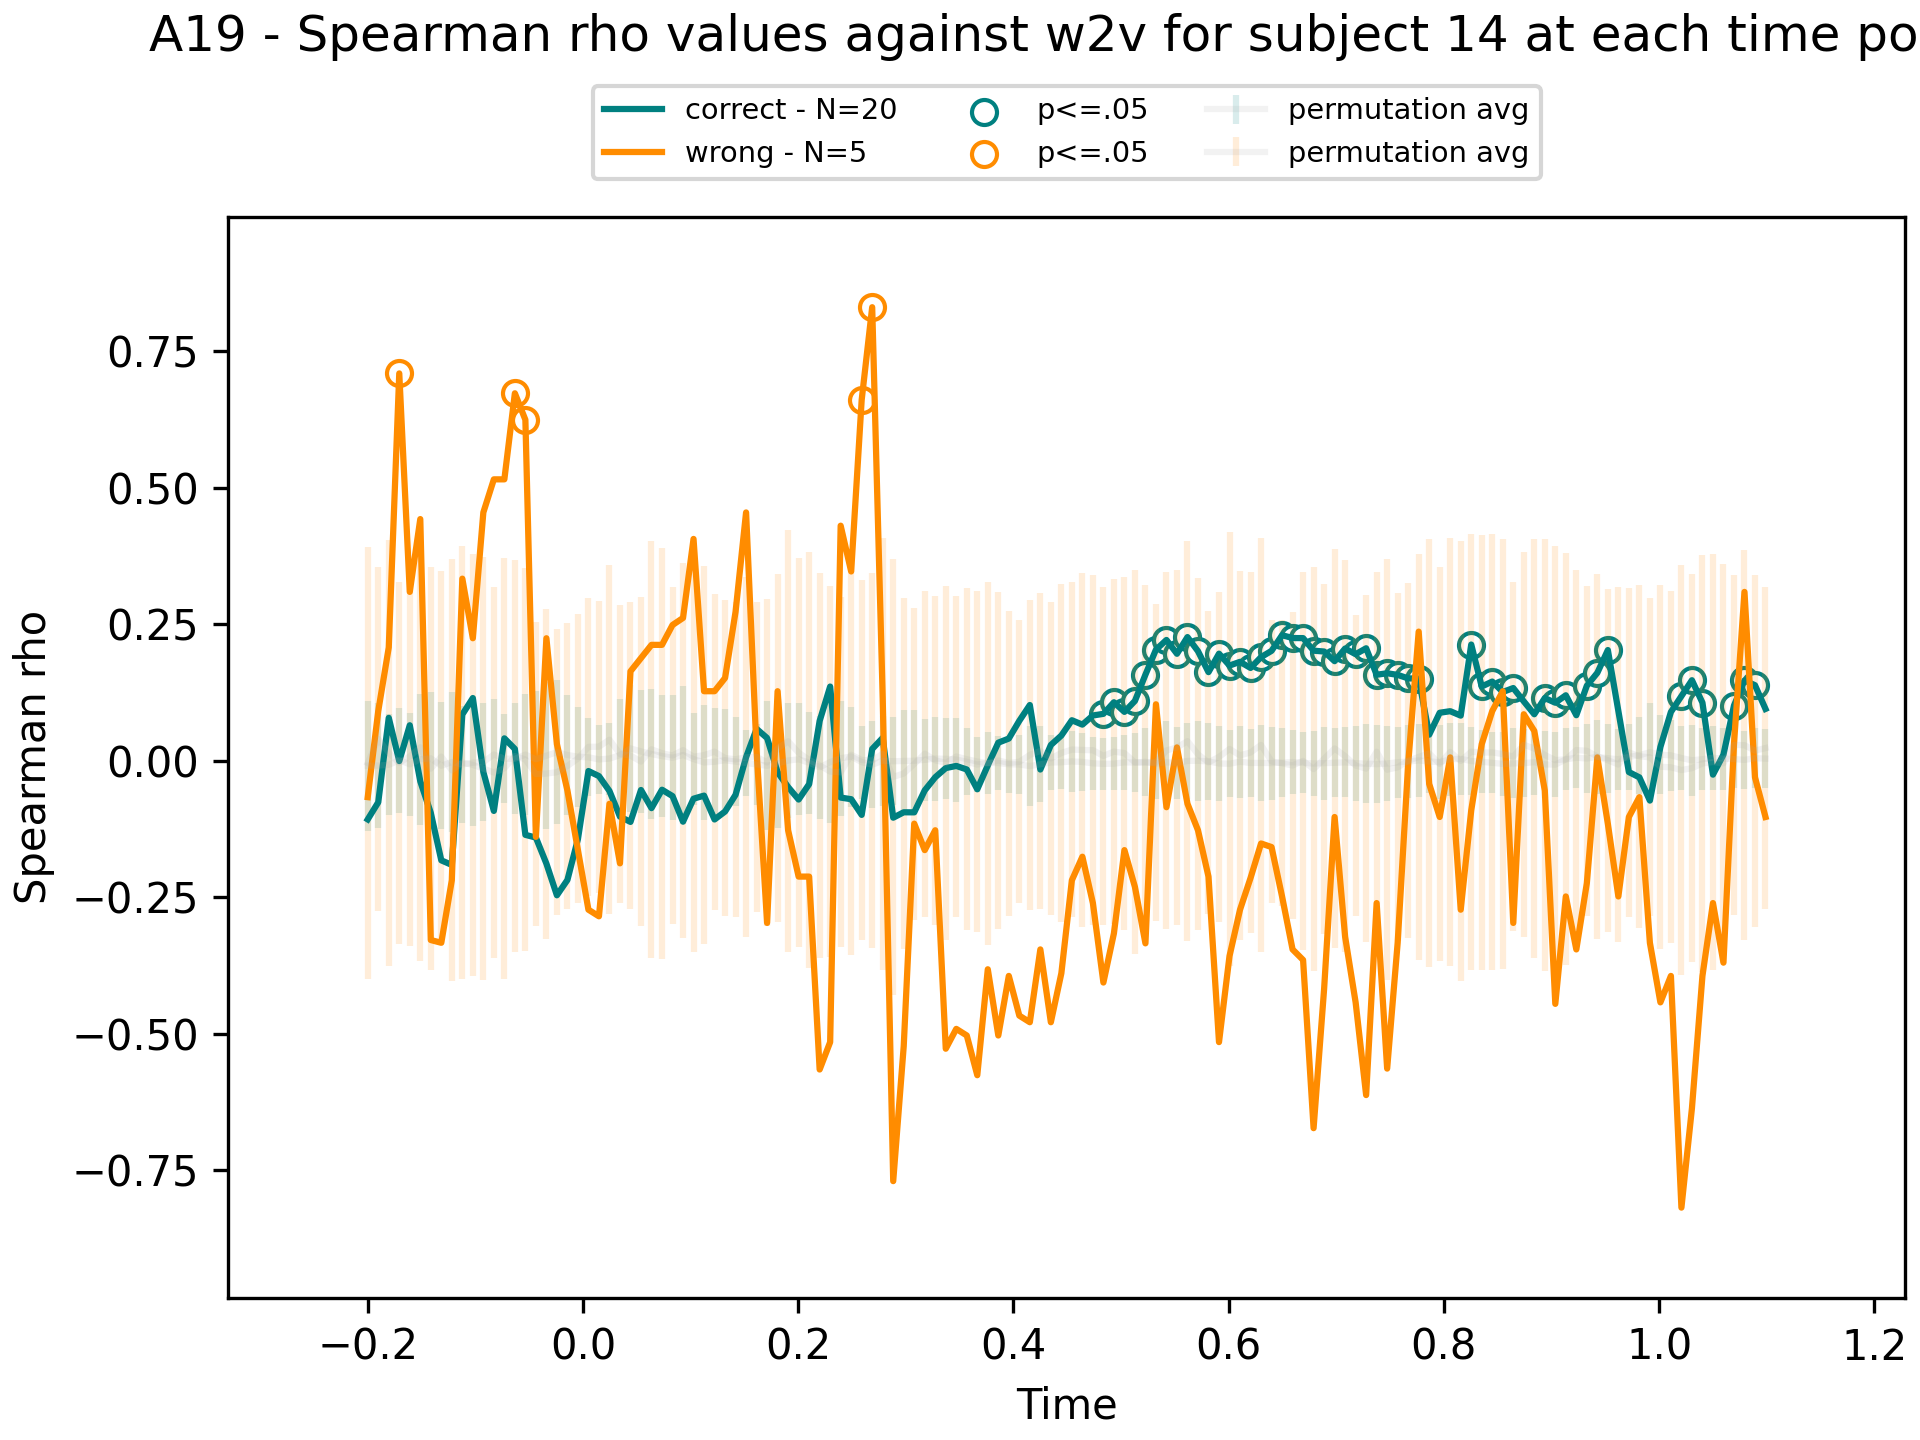 A19 - Spearman rho values against w2v for subject 14 at each time po
correct - N=20 p<=.05 permutation avg
wrong - N=5 p<=.05 permutation avg
Spearman rho
0.75
0.50
0.25
0.00
−0.25
−0.50
−0.75
−0.2 0.0 0.2 0.4 0.6 0.8 1.0 1.2
Time